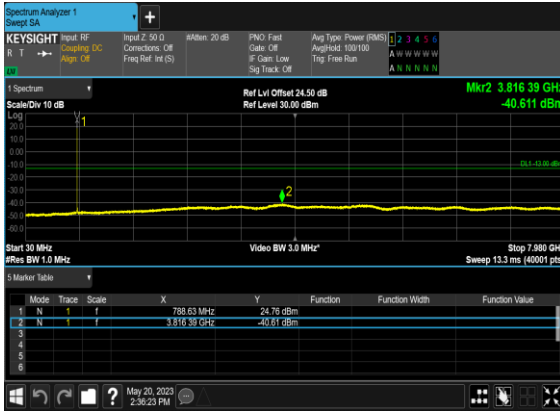 Spectrum Analyzer 1
Swept SA
+
KEYSIGHT Input: RF Input Z: 50 Ω #Atten: 20 dB PNO: Fast Avg Type: Power (RMS) 1 2 3 4 5 6
R T Coupling: DC Corrections: Off Gate: Off Avg|Hold: 100/100 A W W W W W
Align: Off Freq Ref: Int (S) IF Gain: Low Trig: Free Run
Sig Track: Off A N N N N N
1 Spectrum
Ref Lvl Offset 24.50 dB Mkr2 3.816 39 GHz
Scale/Div 10 dB Ref Level 30.00 dBm -40.611 dBm
Log
20.0
10.0
0.00
-10.0
-20.0
-30.0
-40.0
-50.0
-60.0
1
DL1 -13.00 dBm
2
Start 30 MHz Video BW 3.0 MHz* Stop 7.980 GHz
#Res BW 1.0 MHz Sweep 13.3 ms (40001 pts)
5 Marker Table
Mode Trace Scale X Y Function Function Width Function Value
1 N 1 f 788.63 MHz 24.76 dBm
2 N 1 f 3.816 39 GHz -40.61 dBm
3
4
5
6
? May 20, 2023
2:36:23 PM